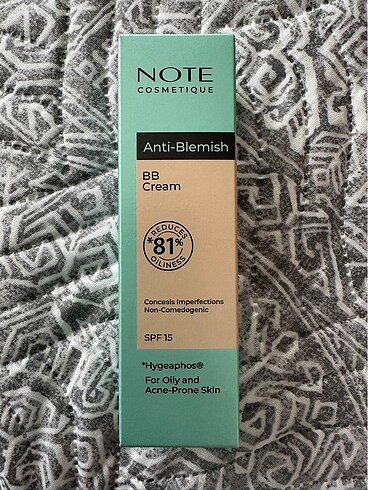 NOTE
COSMETIQUE
Anti-Blemish
BB
Cream
*REDUCES
81%
OILINESS
Conceals Imperfections
Non-Comedogenic
SPF 15
*Hygeaphos®
For Oily and
Acne-Prone Skin